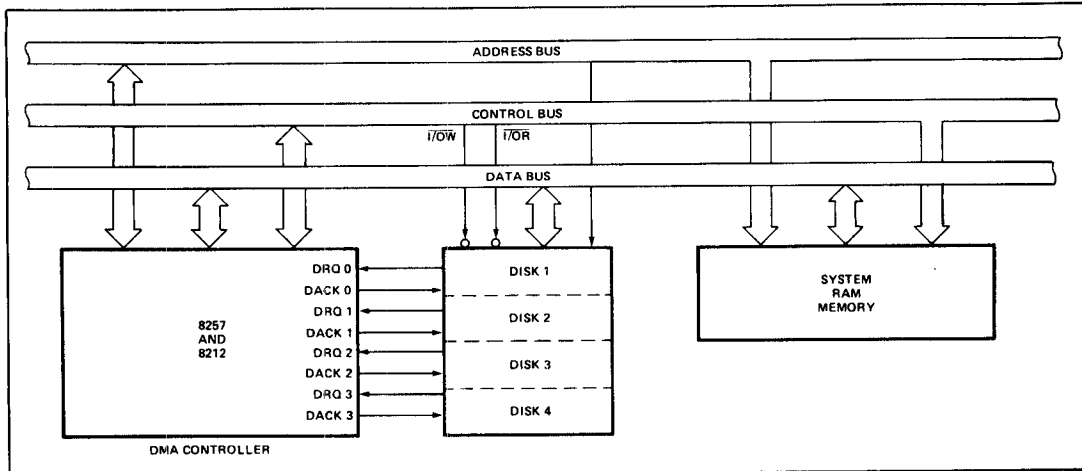 ADDRESS BUS
CONTROL BUS
I/OW I/OR
DATA BUS
DRQ 0
DACK 0
DRQ 1
DACK 1
DRQ 2
DACK 2
DRQ 3
DACK 3
8257
AND
8212
DISK 1
DISK 2
DISK 3
DISK 4
SYSTEM
RAM
MEMORY
DMA CONTROLLER